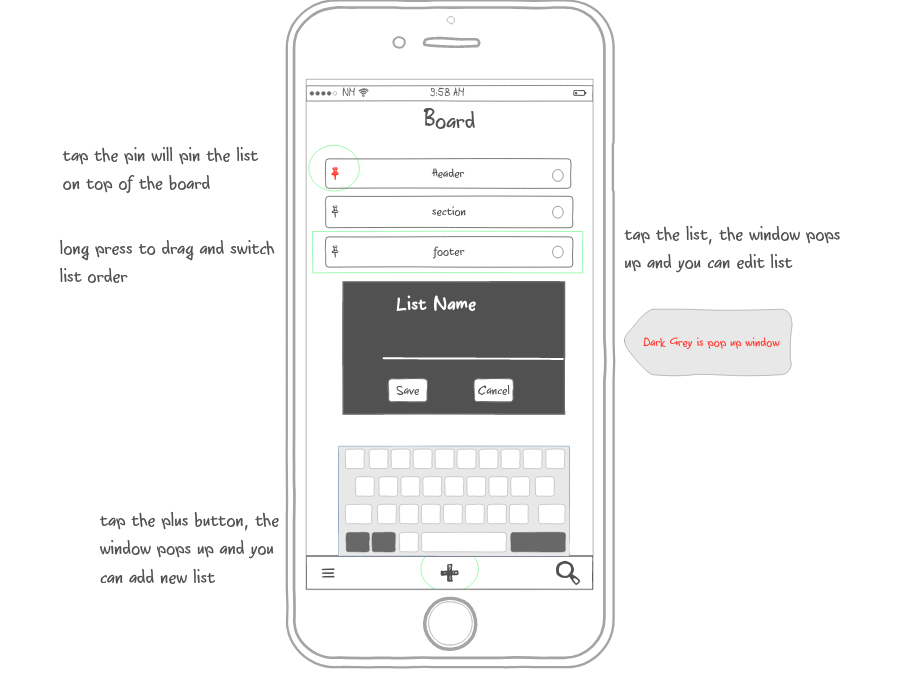 NM
9:58 AM
Board
tap the pin will pin the list
on top of the board
header
section
long press to drag and switch
list order
footer
tap the list, the window pops
up and you can edit list
List Name
Dark Grey is pop up window
Save
Cancel
tap the plus button, the
window pops up and you
can add new list